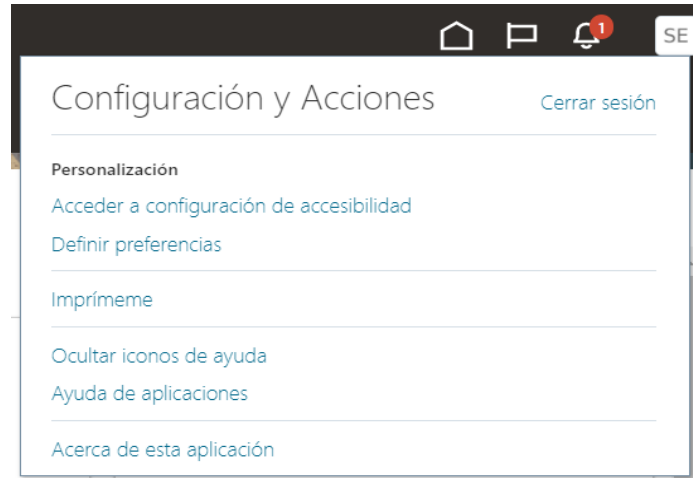 1
SE
Configuración y Acciones
Cerrar sesión
Personalización
Acceder a configuración de accesibilidad
Definir preferencias
Imprímeme
Ocultar iconos de ayuda
Ayuda de aplicaciones
Acerca de esta aplicación